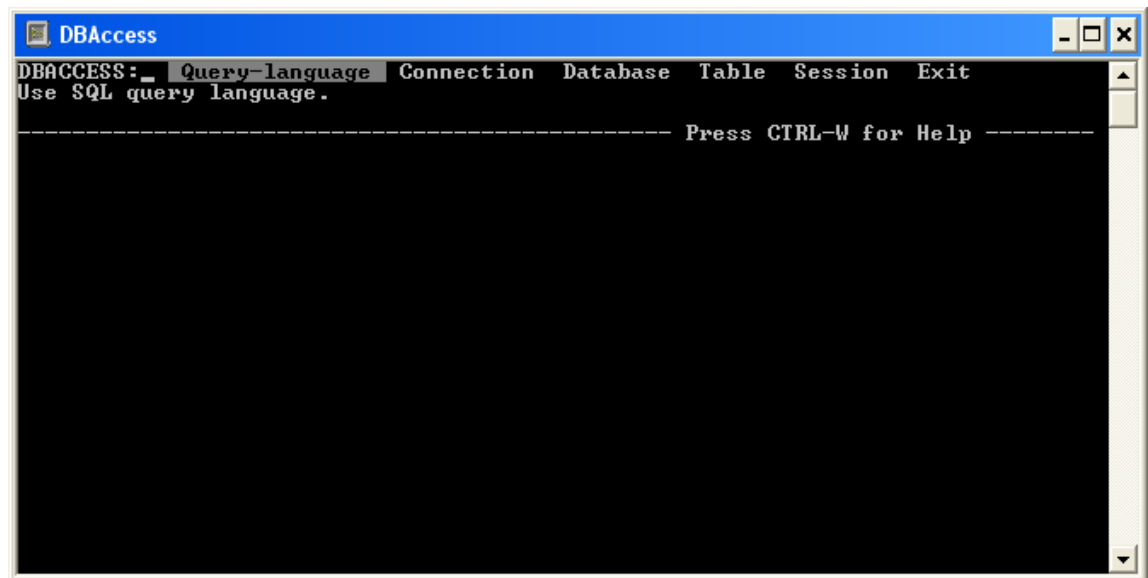 DBAccess
DBACCESS:_ Query-language Connection Database Table Session Exit
Use SQL query language.
------------------------------------------------ Press CTRL-W for Help --------